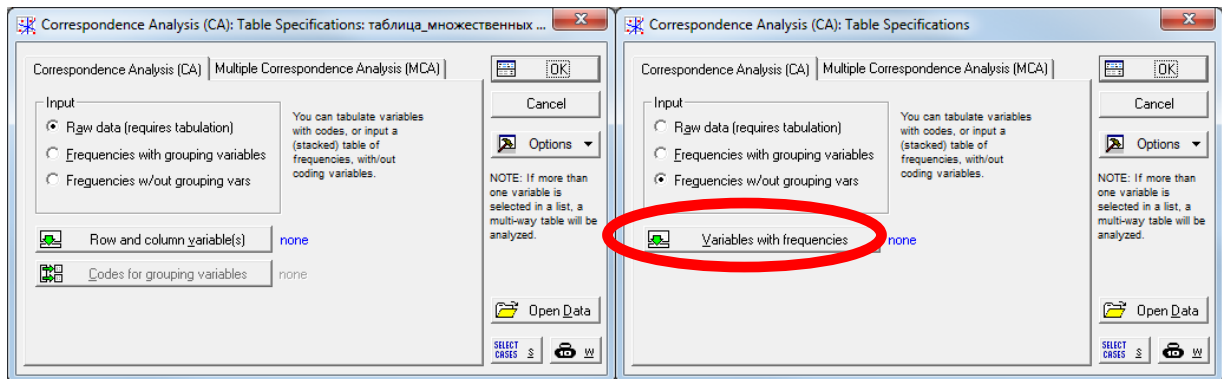 Correspondence Analysis (CA): Table Specifications: таблица_множественных ...
Correspondence Analysis (CA) Multiple Correspondence Analysis (MCA)
Input
Raw data (requires tabulation)
Frequencies with grouping variables
Frequencies w/out grouping vars
You can tabulate variables
with codes, or input a
(stacked) table of
frequencies, with/out
coding variables.
Row and column variable(s) none
Codes for grouping variables none
OK
Cancel
Options
NOTE: If more than
one variable is
selected in a list, a
multi-way table will be
analyzed.
Open Data
SELECT
CASES S W
Correspondence Analysis (CA): Table Specifications
Correspondence Analysis (CA) Multiple Correspondence Analysis (MCA)
Input
Raw data (requires tabulation)
Frequencies with grouping variables
Frequencies w/out grouping vars
You can tabulate variables
with codes, or input a
(stacked) table of
frequencies, with/out
coding variables.
Variables with frequencies none
OK
Cancel
Options
NOTE: If more than
one variable is
selected in a list, a
multi-way table will be
analyzed.
Open Data
SELECT
CASES S W